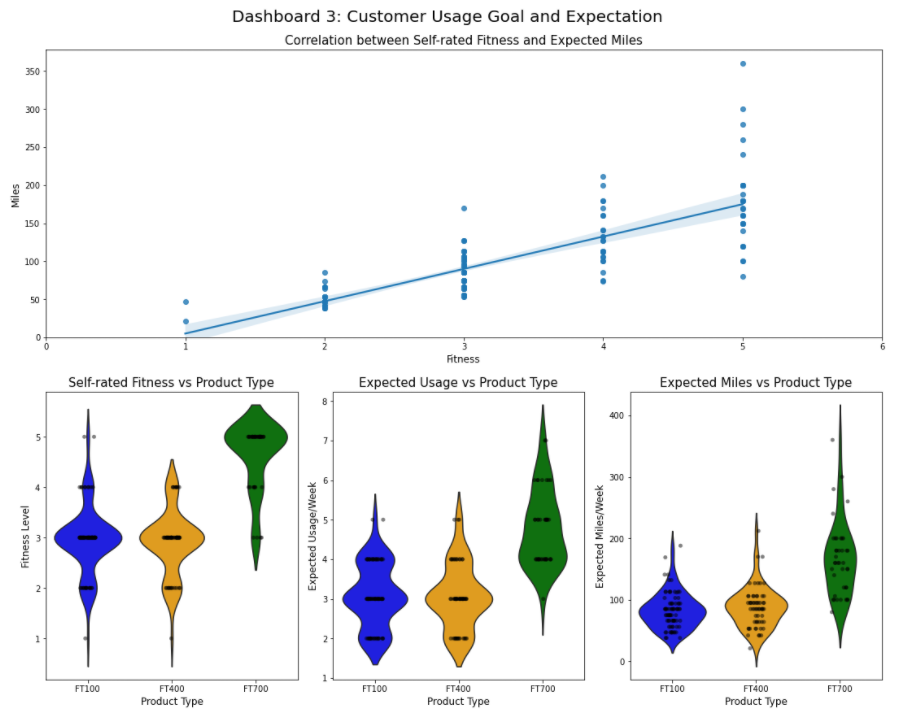 Dashboard 3: Customer Usage Goal and Expectation
Correlation between Self-rated Fitness and Expected Miles
Miles
350
300
250
200
150
100
50
0
0 1 2 3 4 5 6
Fitness
Self-rated Fitness vs Product Type
Fitness Level
5
4
3
2
1
FT100 FT400 FT700
Product Type
Expected Usage vs Product Type
Expected Usage/Week
8
7
6
5
4
3
2
1
FT100 FT400 FT700
Product Type
Expected Miles vs Product Type
Expected Miles/Week
400
300
200
100
0
FT100 FT400 FT700
Product Type